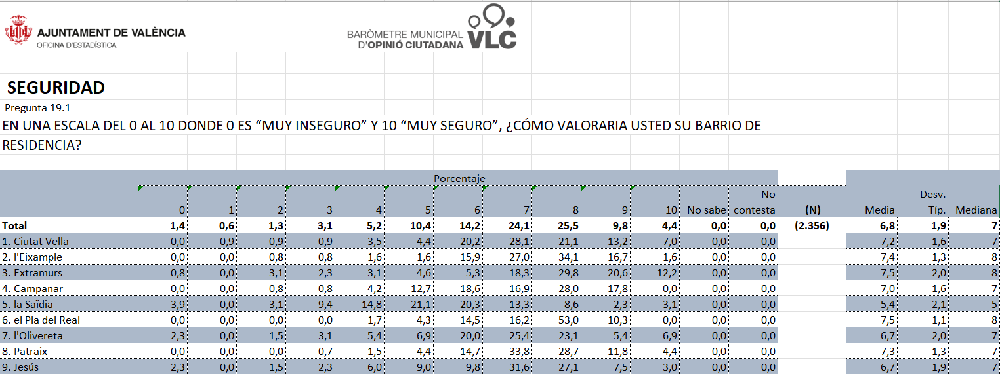 AJUNTAMENT DE VALÈNCIA
OFICINA D'ESTADÍSTICA
BARÒMETRE MUNICIPAL
D'OPINIÓ CIUTADANA
VLC
SEGURIDAD
Pregunta 19.1
EN UNA ESCALA DEL 0 AL 10 DONDE 0 ES “MUY INSEGURO” Y 10 “MUY SEGURO”, ¿CÓMO VALORARIA USTED SU BARRIO DE
RESIDENCIA?
Porcentaje
0 1 2 3 4 5 6 7 8 9 10 No sabe No contesta (N) Media Desv. Típ. Mediana
Total 1,4 0,6 1,3 3,1 5,2 10,4 14,2 24,1 25,5 9,8 4,4 0,0 0,0 (2.356) 6,8 1,9 7
1. Ciutat Vella 0,0 0,9 0,9 0,9 3,5 4,4 20,2 28,1 21,1 13,2 7,0 0,0 0,0 7,2 1,6 7
2. l'Eixample 0,0 0,0 0,8 0,8 1,6 1,6 15,9 27,0 34,1 16,7 1,6 0,0 0,0 7,4 1,3 8
3. Extramurs 0,8 0,0 3,1 2,3 3,1 4,6 5,3 18,3 29,8 20,6 12,2 0,0 0,0 7,5 2,0 8
4. Campanar 0,0 0,0 0,8 0,8 4,2 12,7 18,6 16,9 28,0 17,8 0,0 0,0 0,0 7,0 1,6 7
5. la Saïdia 3,9 0,0 3,1 9,4 14,8 21,1 20,3 13,3 8,6 2,3 3,1 0,0 0,0 5,4 2,1 5
6. el Pla del Real 0,0 0,0 0,0 0,0 1,7 4,3 14,5 16,2 53,0 10,3 0,0 0,0 0,0 7,5 1,1 8
7. l'Olivereta 2,3 0,0 1,5 3,1 5,4 6,9 20,0 25,4 23,1 5,4 6,9 0,0 0,0 6,7 2,0 7
8. Patraix 0,0 0,0 0,0 0,7 1,5 4,4 14,7 33,8 28,7 11,8 4,4 0,0 0,0 7,3 1,3 7
9. Jesús 2,3 0,0 1,5 2,3 6,0 9,0 9,8 31,6 27,1 7,5 3,0 0,0 0,0 6,7 1,9 7